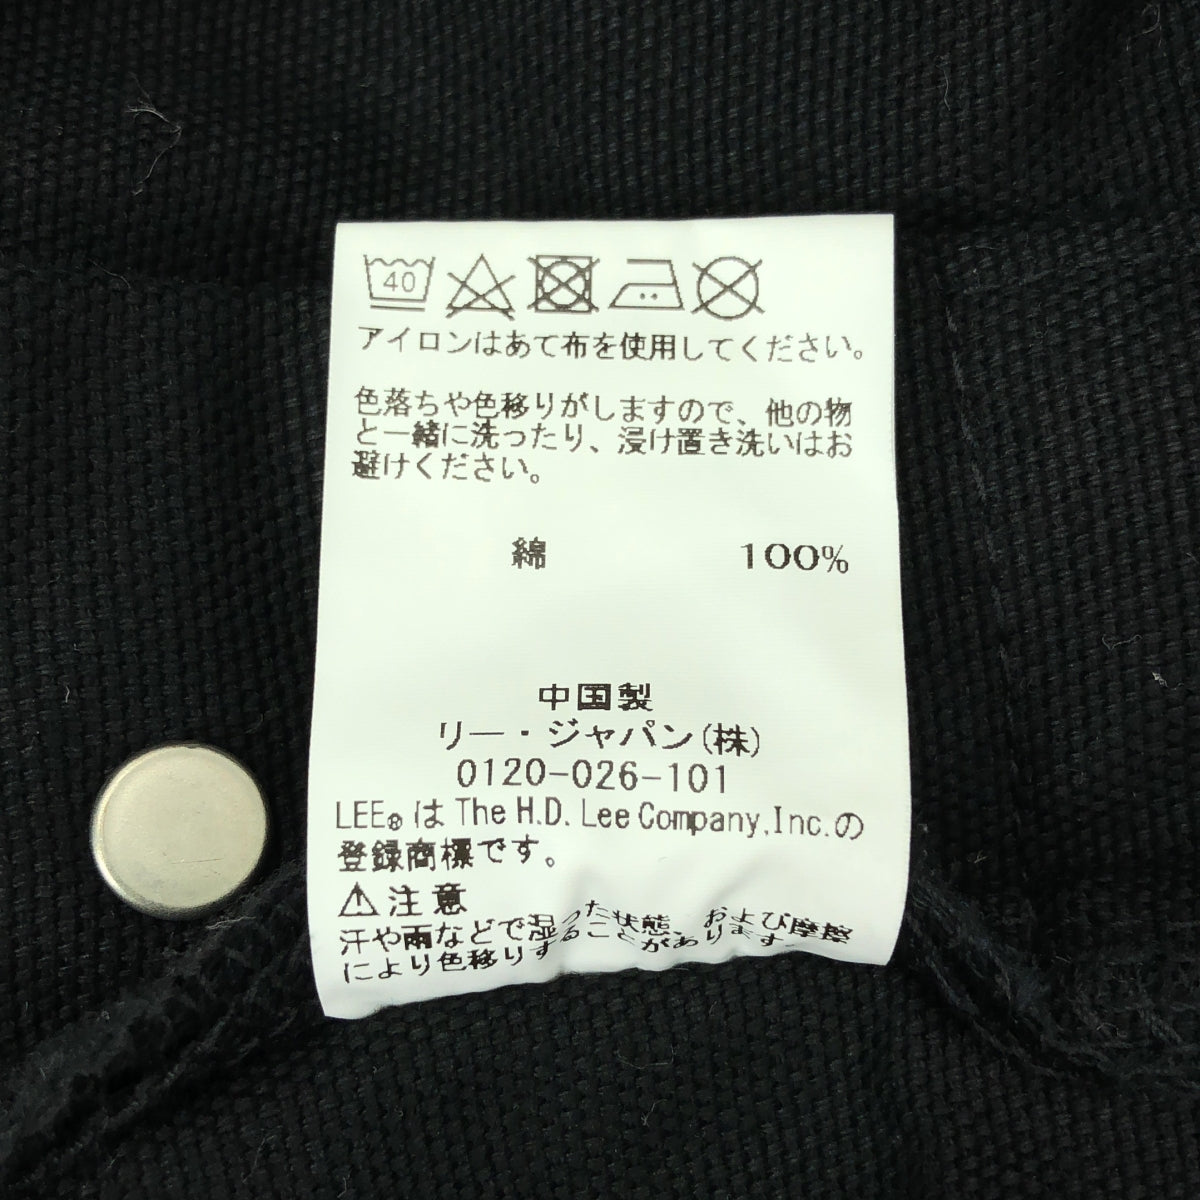 40
アイロンはあて布を使用してください。
色落ちや色移りがしますので、他の物
と一緒に洗ったり、浸け置き洗いはお
避けください。
綿 100%
中国製
リー・ジャパン(株)
0120-026-101
LEE®は The H.D. Lee Company,Inc.の
登録商標です。
⚠注意
汗や雨などで湿った状態、および摩擦
により色移りすることがあります。